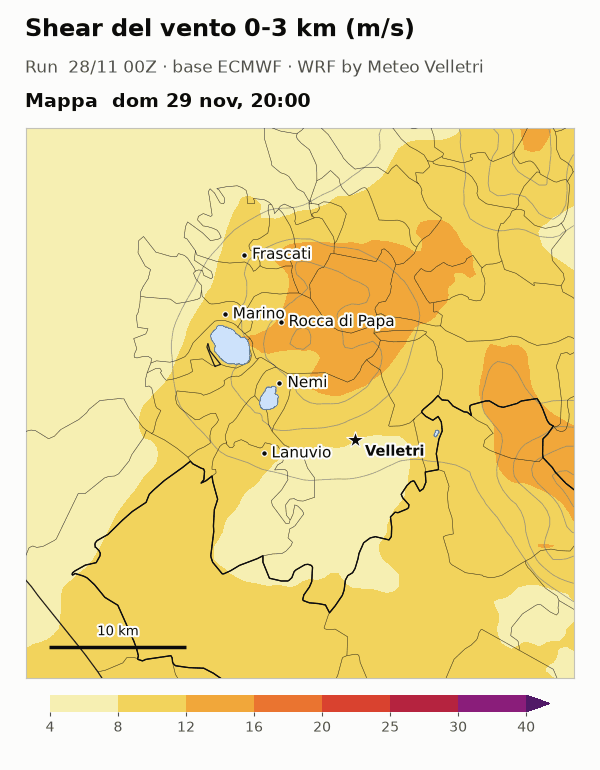 Shear del vento 0-3 km (m/s)
Run 28/11 00Z · base ECMWF · WRF by Meteo Velletri
Mappa dom 29 nov, 20:00
Frascati
Marino
Rocca di Papa
Nemi
Velletri
Lanuvio
10 km
4 8 12 16 20 25 30 40